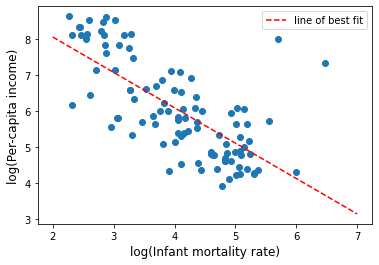 line of best fit
log(Per-capita income)
8
7
6
5
4
3
2 3 4 5 6 7
log(Infant mortality rate)